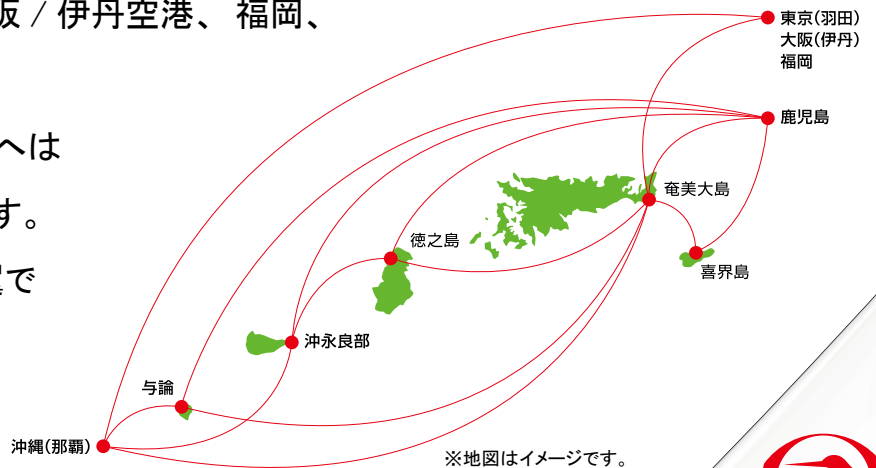 阪 / 伊丹空港、 福岡、
へは
す。
で
東京(羽田)
大阪(伊丹)
福岡
鹿児島
奄美大島
喜界島
徳之島
沖永良部
与論
沖縄(那覇)
※地図はイメージです。